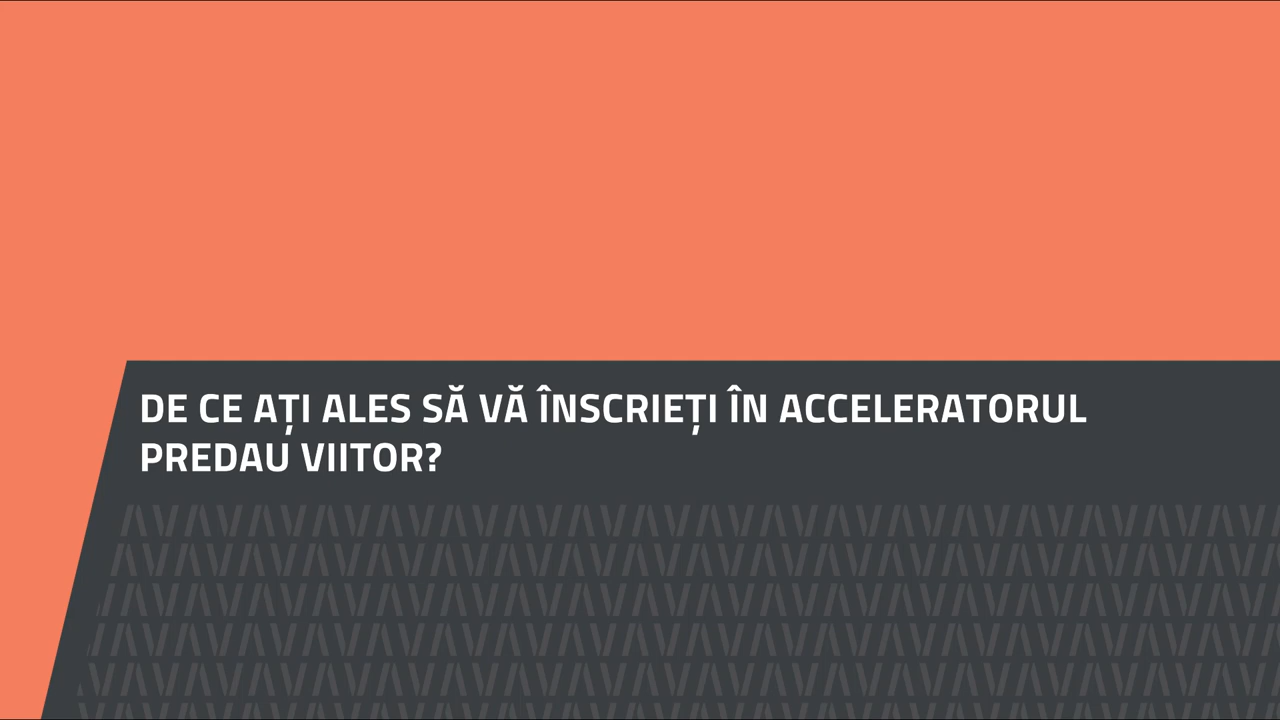 DE CE AȚI ALES SĂ VĂ ÎNSCRIEȚI ÎN ACCELERATORUL
PREDAU VIITOR?